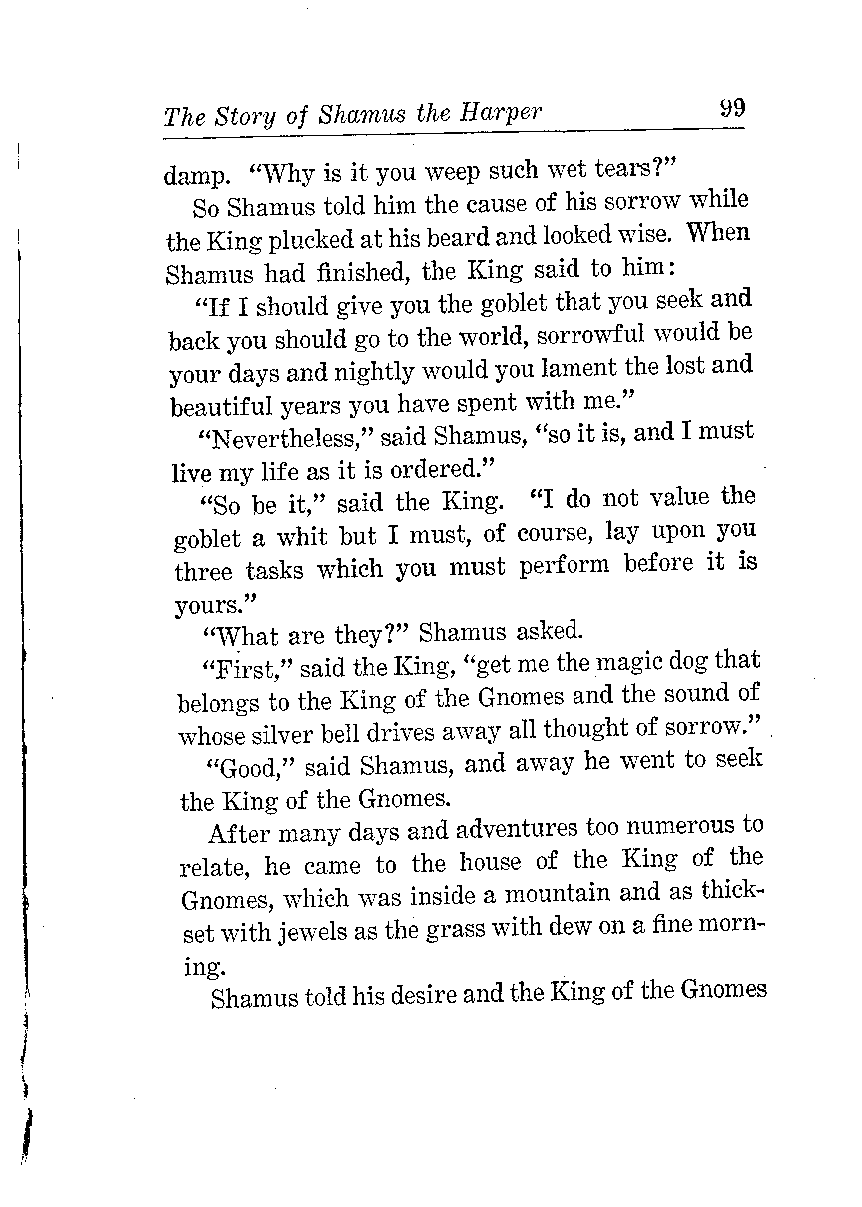 The Story of Shamus the Harper 99
damp. “Why is it you weep such wet tears?”
So Shamus told him the cause of his sorrow while
the King plucked at his beard and looked wise. When
Shamus had finished, the King said to him:
“If I should give you the goblet that you seek and
back you should go to the world, sorrowful would be
your days and nightly would you lament the lost and
beautiful years you have spent with me.”
“Nevertheless,” said Shamus, “so it is, and I must
live my life as it is ordered.”
“So be it,” said the King. “I do not value the
goblet a whit but I must, of course, lay upon you
three tasks which you must perform before it is
yours.”
“What are they?” Shamus asked.
“First,” said the King, “get me the magic dog that
belongs to the King of the Gnomes and the sound of
whose silver bell drives away all thought of sorrow.”
“Good,” said Shamus, and away he went to seek
the King of the Gnomes.
After many days and adventures too numerous to
relate, he came to the house of the King of the
Gnomes, which was inside a mountain and as thick-
set with jewels as the grass with dew on a fine morn-
ing.
Shamus told his desire and the King of the Gnomes